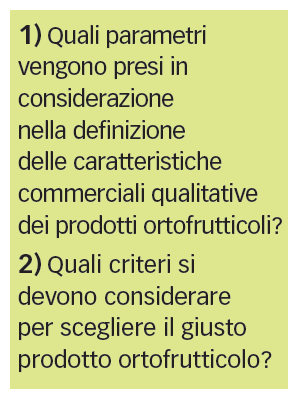 1) Quali parametri
vengono presi in
considerazione
nella definizione
delle caratteristiche
commerciali qualitative
dei prodotti ortofrutticoli?
2) Quali criteri si
devono considerare
per scegliere il giusto
prodotto ortofrutticolo?